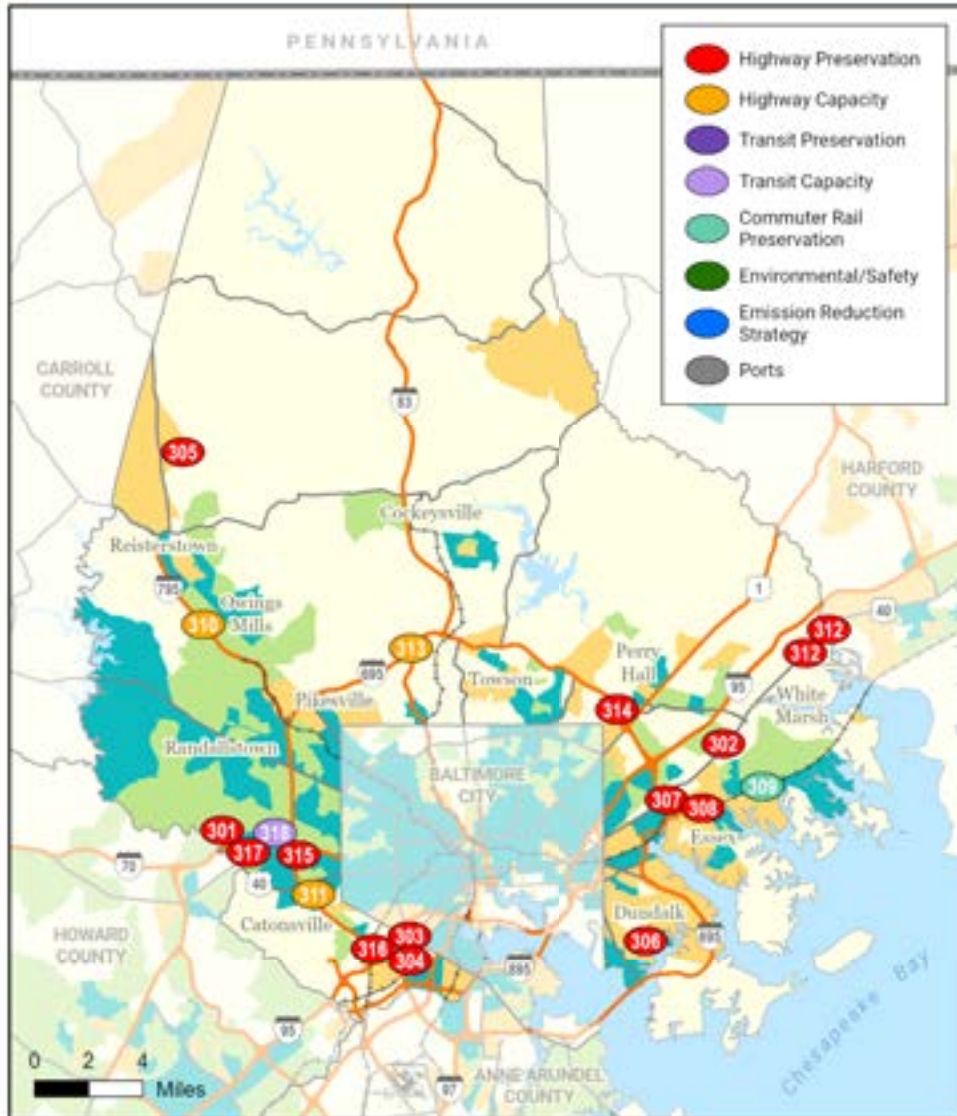 PENNSYLVANIA
Highway Preservation
Highway Capacity
Transit Preservation
Transit Capacity
Commuter Rail
Preservation
Environmental/Safety
Emission Reduction
Strategy
Ports
CARROLL
COUNTY
83
305
HARFORD
COUNTY
Cockeysville
Reisterstown
795
1
Owings
Mills
40
310
312
313
312
695
Perry
Hall
Towson
95
Pikesville
White
Marsh
314
Randallstown
302
BALTIMORE
CITY
309
307
308
301
318
Essex
317
315
70
40
311
Catonsville
Dundalk
HOWARD
COUNTY
316
303
306
695
304
895
95
Chesapeake Bay
0 2 4
Miles
ANNE ARUNDEL
COUNTY
97